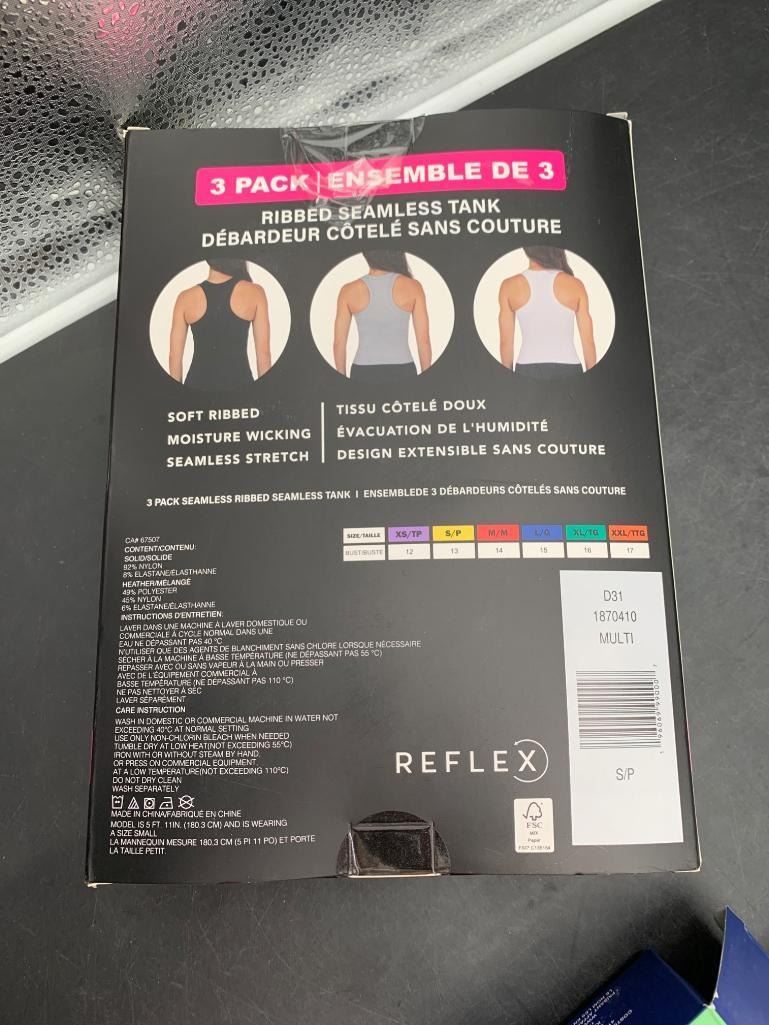 3 PACK | ENSEMBLE DE 3
RIBBED SEAMLESS TANK
DÉBARDEUR CÔTELÉ SANS COUTURE
SOFT RIBBED
MOISTURE WICKING
SEAMLESS STRETCH
TISSU CÔTELÉ DOUX
ÉVACUATION DE L'HUMIDITÉ
DESIGN EXTENSIBLE SANS COUTURE
3 PACK SEAMLESS RIBBED SEAMLESS TANK | ENSEMBLEDE 3 DÉBARDEURS CÔTELÉS SANS COUTURE
CA# 67507
CONTENT/CONTENU:
SOLID/SOLIDE
92% NYLON
8% ELASTANE/ÉLASTHANNE
HEATHER/MÉLANGÉ
49% POLYESTER
45% NYLON
6% ELASTANE/ÉLASTHANNE
INSTRUCTIONS D'ENTRETIEN:
LAVER DANS UNE MACHINE À LAVER DOMESTIQUE OU
COMMERCIALE À CYCLE NORMAL DANS UNE
EAU NE DÉPASSANT PAS 40 °C
N'UTILISER QUE DES AGENTS DE BLANCHIMENT SANS CHLORE LORSQUE NÉCESSAIRE
SÉCHER À LA MACHINE À BASSE TEMPÉRATURE (NE DÉPASSANT PAS 55 °C)
REPASSER AVEC OU SANS VAPEUR À LA MAIN OU PRESSER
AVEC DE L'ÉQUIPEMENT COMMERCIAL À
BASSE TEMPÉRATURE (NE DÉPASSANT PAS 110 °C)
NE PAS NETTOYER À SEC
LAVER SÉPARÉMENT
CARE INSTRUCTION
WASH IN DOMESTIC OR COMMERCIAL MACHINE IN WATER NOT
EXCEEDING 40°C AT NORMAL SETTING
USE ONLY NON-CHLORIN BLEACH WHEN NEEDED
TUMBLE DRY AT LOW HEAT(NOT EXCEEDING 55°C)
IRON WITH OR WITHOUT STEAM BY HAND,
OR PRESS ON COMMERCIAL EQUIPMENT,
AT A LOW TEMPERATURE(NOT EXCEEDING 110°C)
DO NOT DRY CLEAN
WASH SEPARATELY
MADE IN CHINA/FABRIQUÉ EN CHINE
MODEL IS 5 FT. 11IN. (180.3 CM) AND IS WEARING
A SIZE SMALL
LA MANNEQUIN MESURE 180.3 CM (5 PI 11 PO) ET PORTE
LA TAILLE PETIT.
SIZE/TAILLE XS/TP S/P M/M L/G XL/TG XXL/TTG
BUST/BUSTE 12 13 14 15 16 17
D31
1870410
MULTI
1 96069 99000 7
S/P
REFLEX
FSC
MIX
Paper